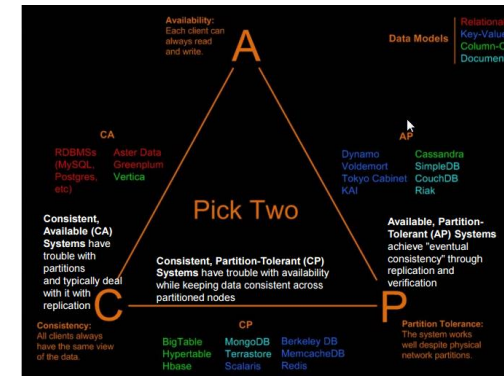 Availability:
Each client can
always read
and write.
A
Data Models
Relational
Key-Value
Column-O
Document
CA
RDBMSs
(MySQL,
Postgres,
etc)
Aster Data
Greenplum
Vertica
AP
Dynamo
Voldemort
Tokyo Cabinet
KAI
Cassandra
SimpleDB
CouchDB
Riak
Pick Two
Consistent,
Available (CA)
Systems have
trouble with
partitions
and typically deal
with it with
replication
Consistent, Partition-Tolerant (CP)
Systems have trouble with availability
while keeping data consistent across
partitioned nodes
Available, Partition-
Tolerant (AP) Systems
achieve "eventual
consistency" through
replication and
verification
C
P
Consistency:
All clients always
have the same view
of the data.
CP
BigTable
Hypertable
Hbase
MongoDB
Terrastore
Scalaris
Berkeley DB
MemcacheDB
Redis
Partition Tolerance:
The system works
well despite physical
network partitions.